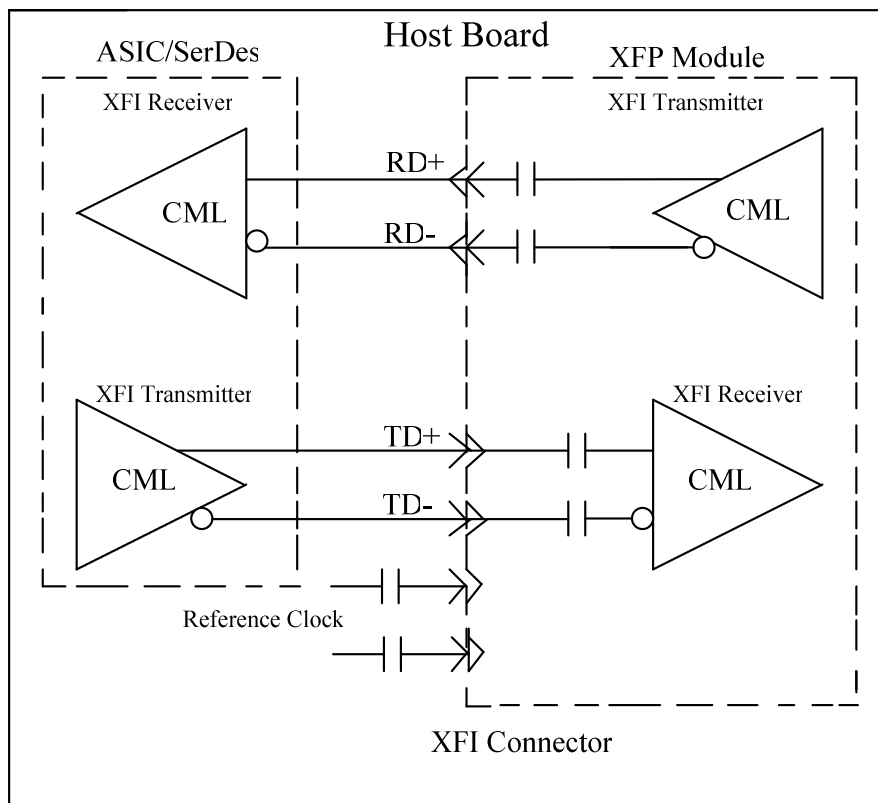 Host Board
ASIC/SerDes
XFP Module
XFI Receiver
XFI Transmitter
RD+
CML
CML
RD-
XFI Transmitter
XFI Receiver
TD+
CML
CML
TD-
Reference Clock
XFI Connector